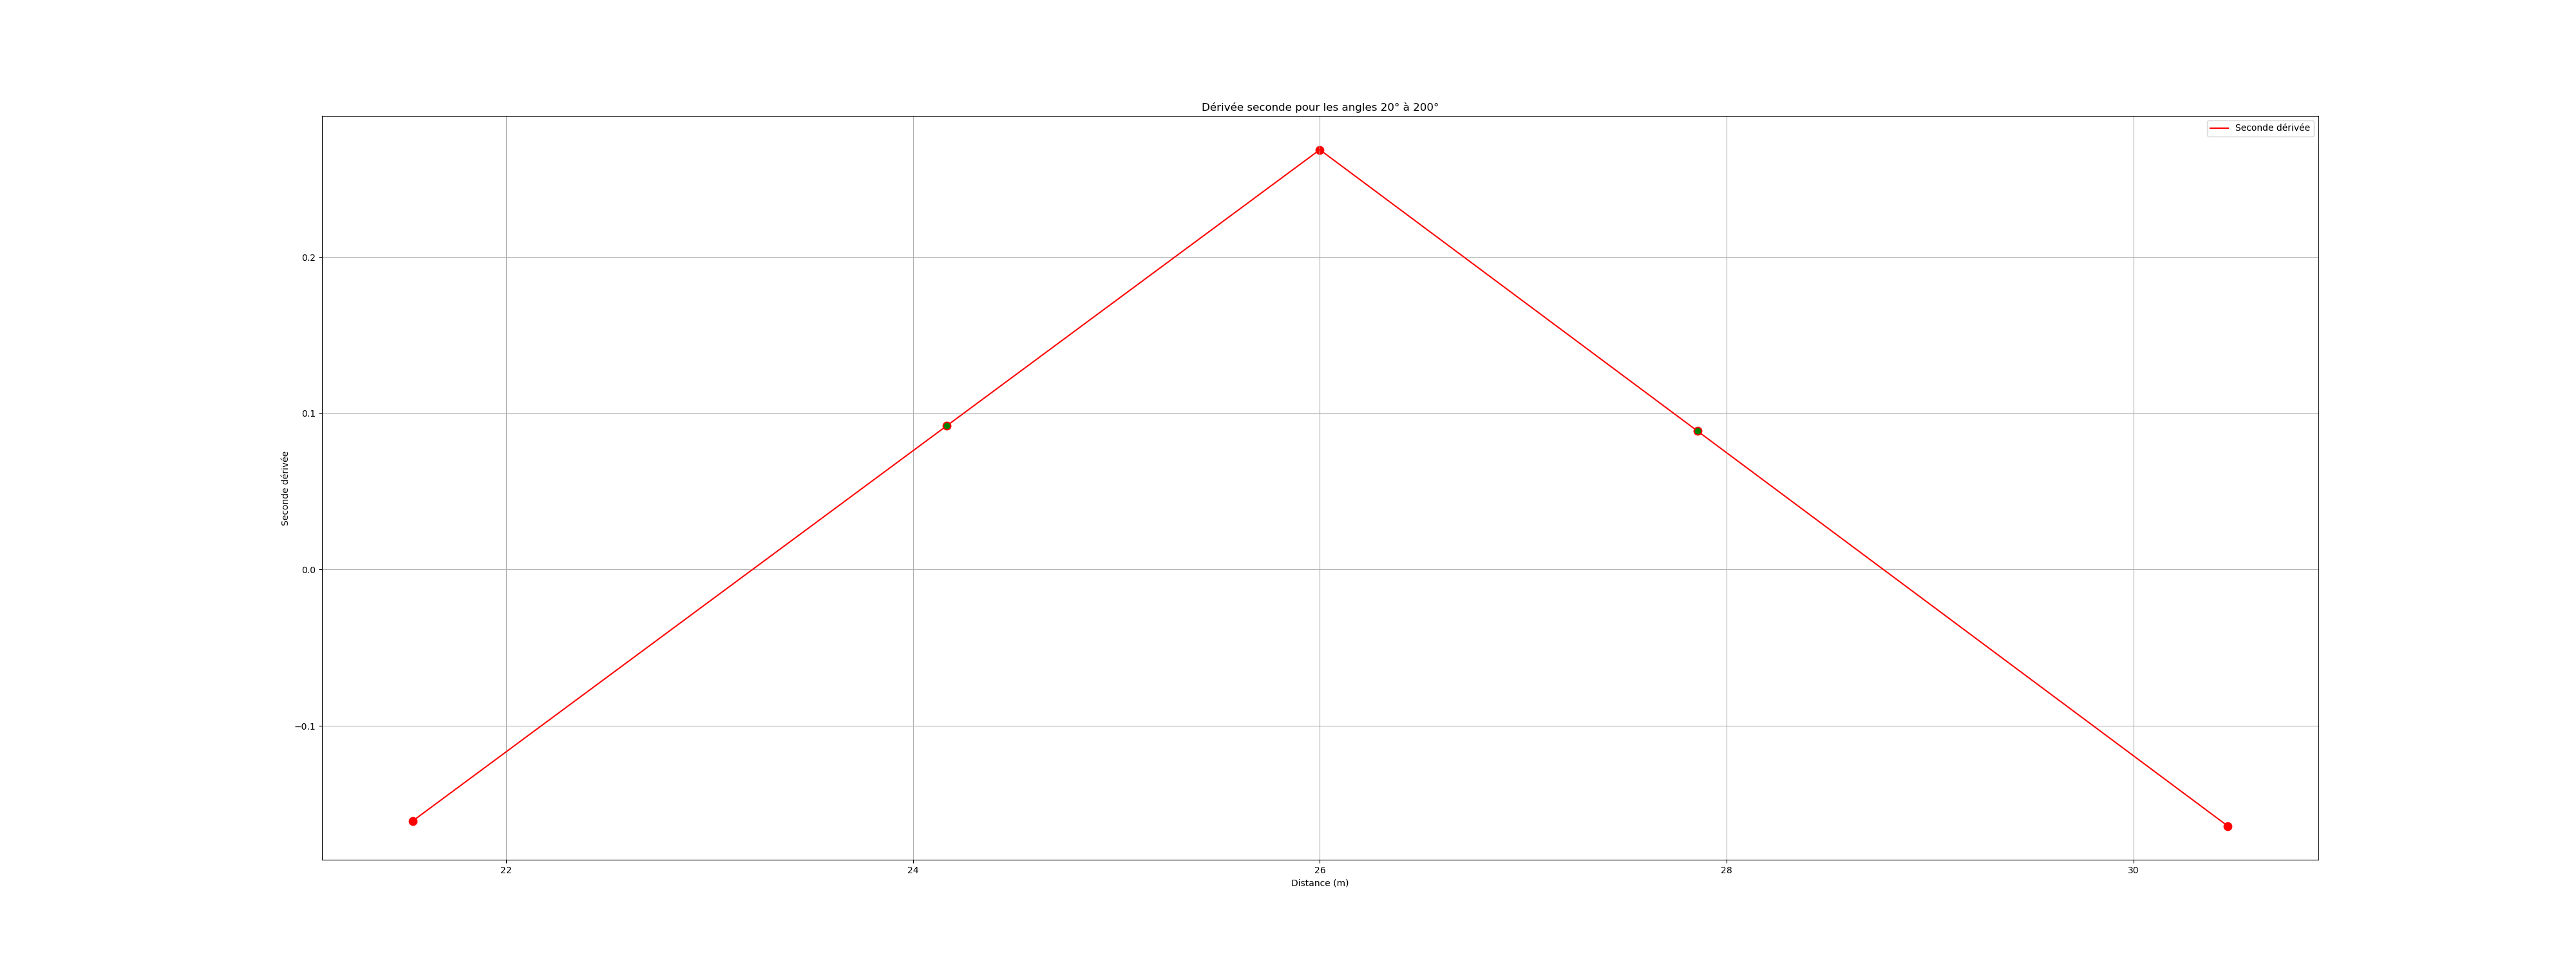 Dérivée seconde pour les angles 20° à 200°
Seconde dérivée
0.2
0.1
0.0
−0.1
Seconde dérivée
22
24
26
28
30
Distance (m)